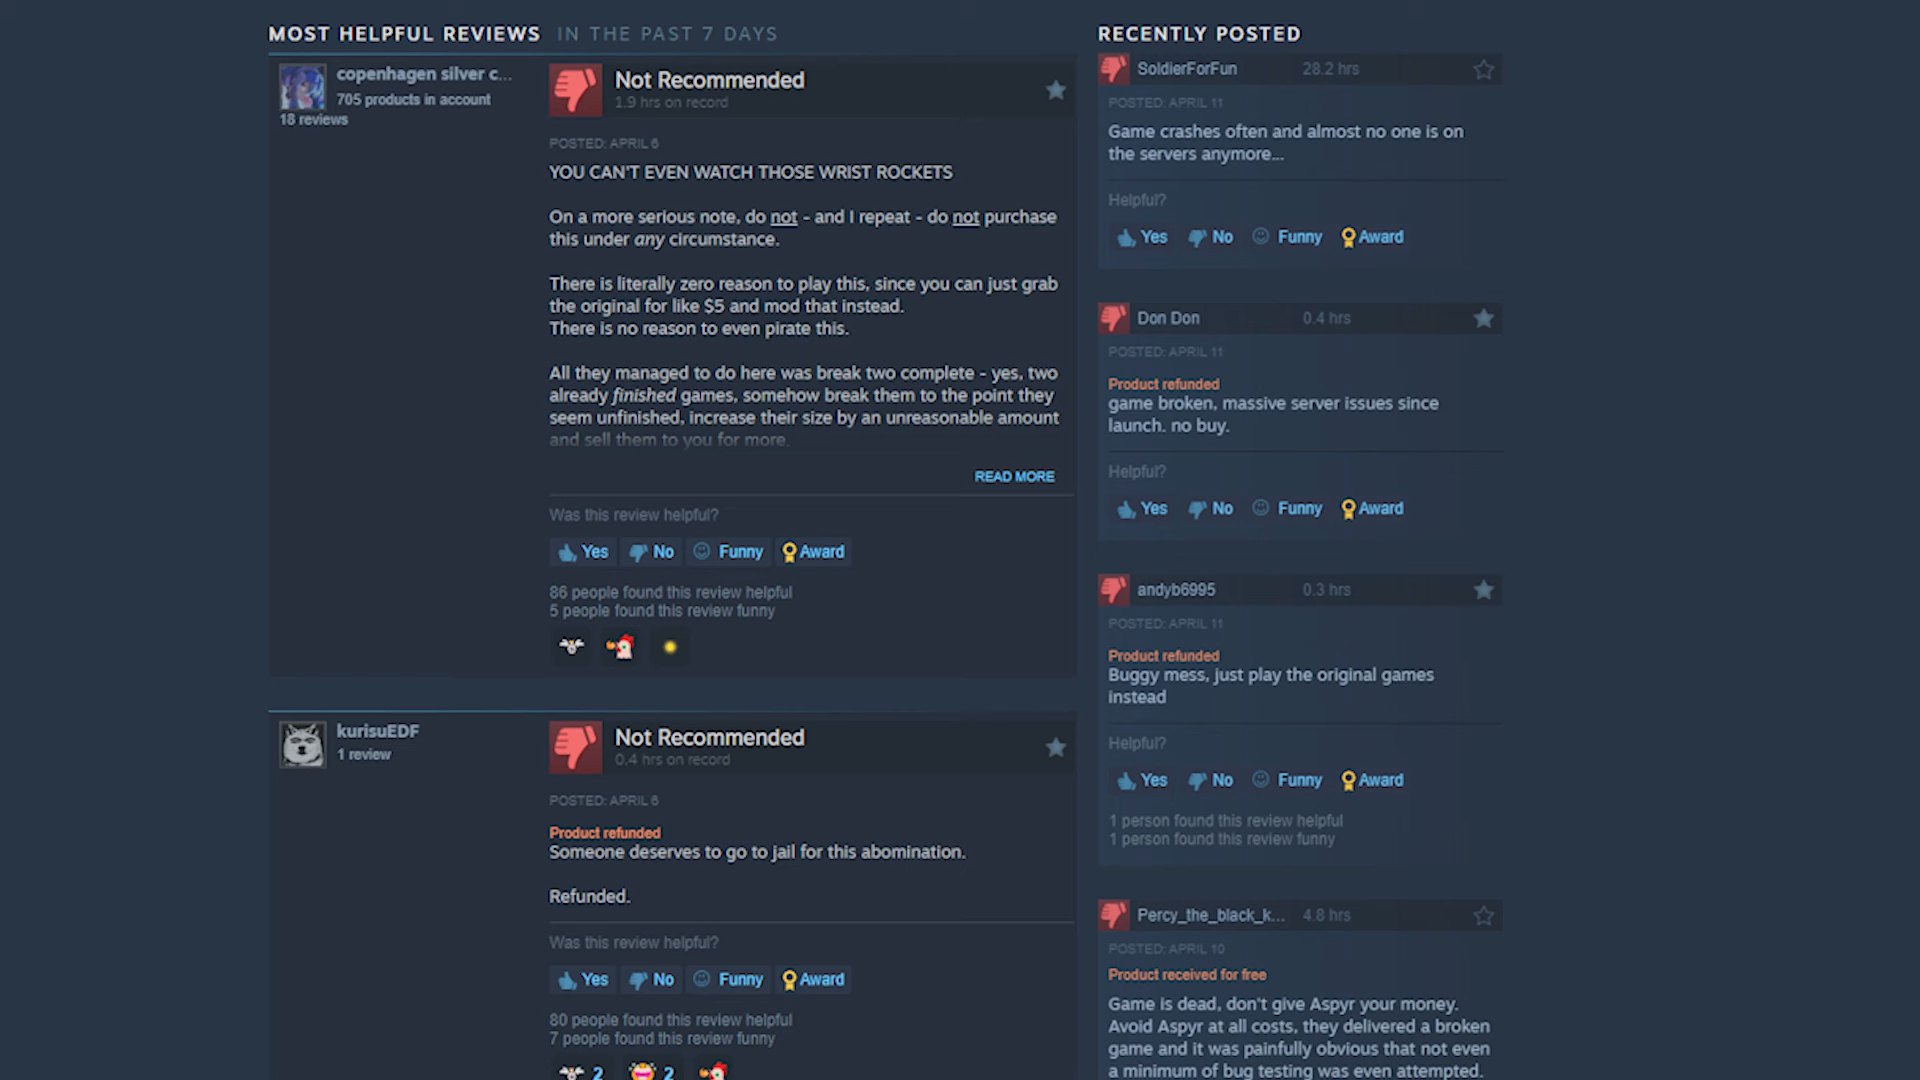 MOST HELPFUL REVIEWS IN THE PAST 7 DAYS
copenhagen silver c...
705 products in account
18 reviews
Not Recommended
1.9 hrs on record
POSTED: APRIL 6
YOU CAN'T EVEN WATCH THOSE WRIST ROCKETS
On a more serious note, do not - and I repeat - do not purchase
this under any circumstance.
There is literally zero reason to play this, since you can just grab
the original for like $5 and mod that instead.
There is no reason to even pirate this.
All they managed to do here was break two complete - yes, two
already finished games, somehow break them to the point they
seem unfinished, increase their size by an unreasonable amount
and sell them to you for more.
READ MORE
Was this review helpful?
Yes No Funny Award
86 people found this review helpful
5 people found this review funny
kurisuEDF
1 review
Not Recommended
0.4 hrs on record
POSTED: APRIL 6
Product refunded
Someone deserves to go to jail for this abomination.
Refunded.
Was this review helpful?
Yes No Funny Award
80 people found this review helpful
7 people found this review funny
2 2
RECENTLY POSTED
SoldierForFun 28.2 hrs
POSTED: APRIL 11
Game crashes often and almost no one is on
the servers anymore...
Helpful?
Yes No Funny Award
Don Don 0.4 hrs
POSTED: APRIL 11
Product refunded
game broken, massive server issues since
launch. no buy.
Helpful?
Yes No Funny Award
andyb6995 0.3 hrs
POSTED: APRIL 11
Product refunded
Buggy mess, just play the original games
instead
Helpful?
Yes No Funny Award
1 person found this review helpful
1 person found this review funny
Percy_the_black_k... 4.8 hrs
POSTED: APRIL 10
Product received for free
Game is dead, don't give Aspyr your money.
Avoid Aspyr at all costs, they delivered a broken
game and it was painfully obvious that not even
a minimum of bug testing was even attempted.